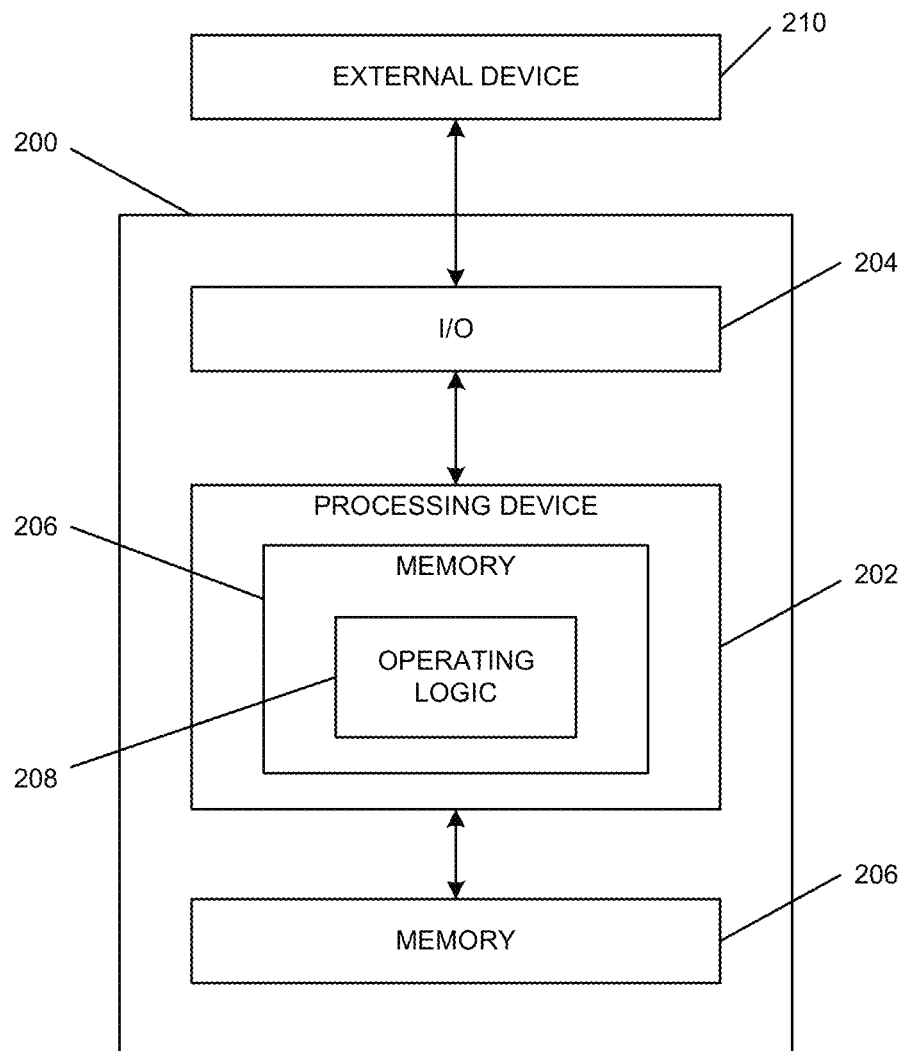 210
EXTERNAL DEVICE
200
204
I/O
PROCESSING DEVICE
206
MEMORY
202
OPERATING
LOGIC
208
206
MEMORY